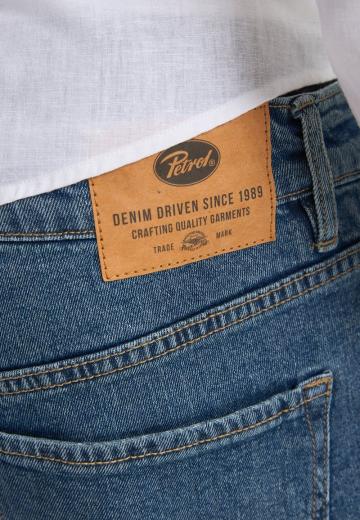 Petrol®
DENIM DRIVEN SINCE 1989
CRAFTING QUALITY GARMENTS
TRADE MARK